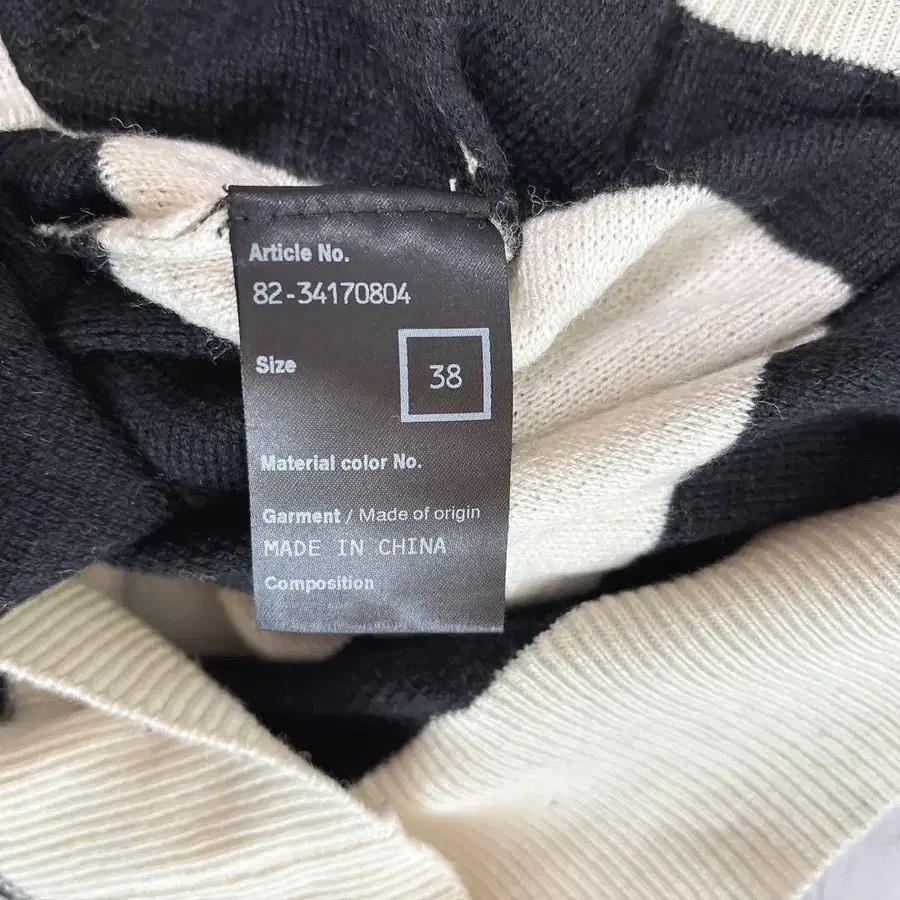 Article No.
82-34170804
Size
38
Material color No.
Garment / Made of origin
MADE IN CHINA
Composition